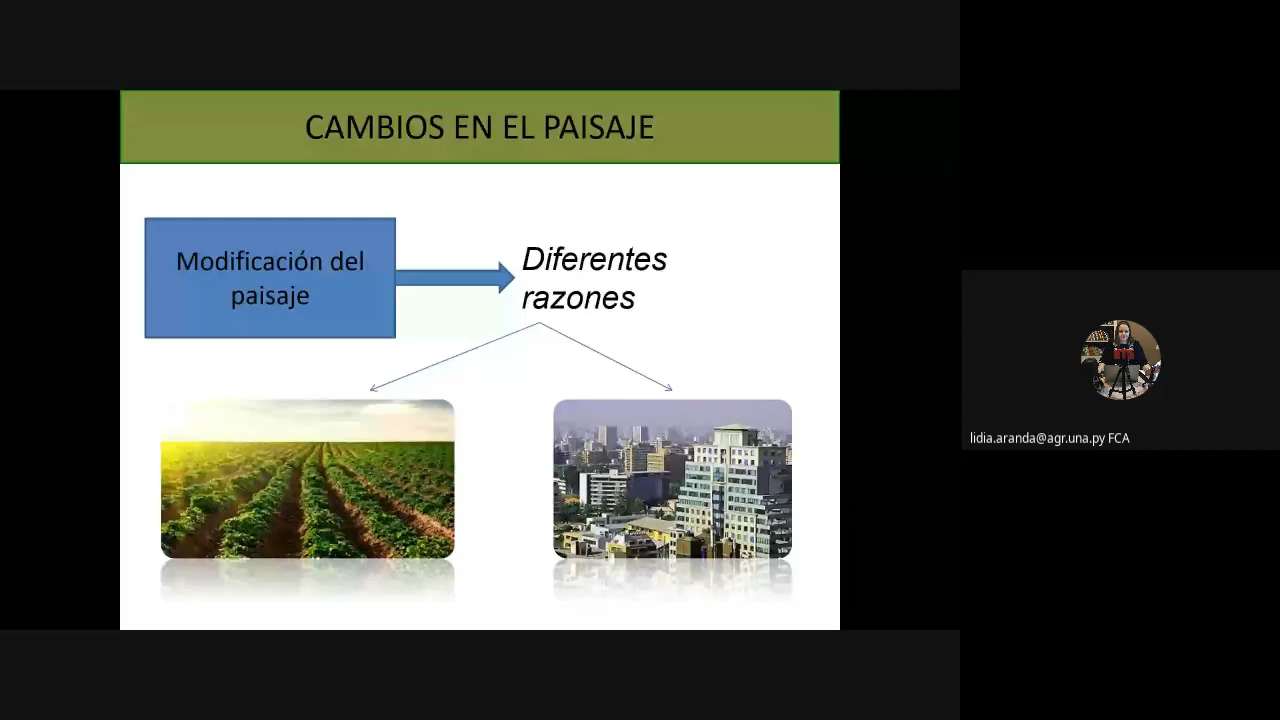 CAMBIOS EN EL PAISAJE
Modificación del
paisaje
Diferentes
razones
lidia.aranda@agr.una.py FCA